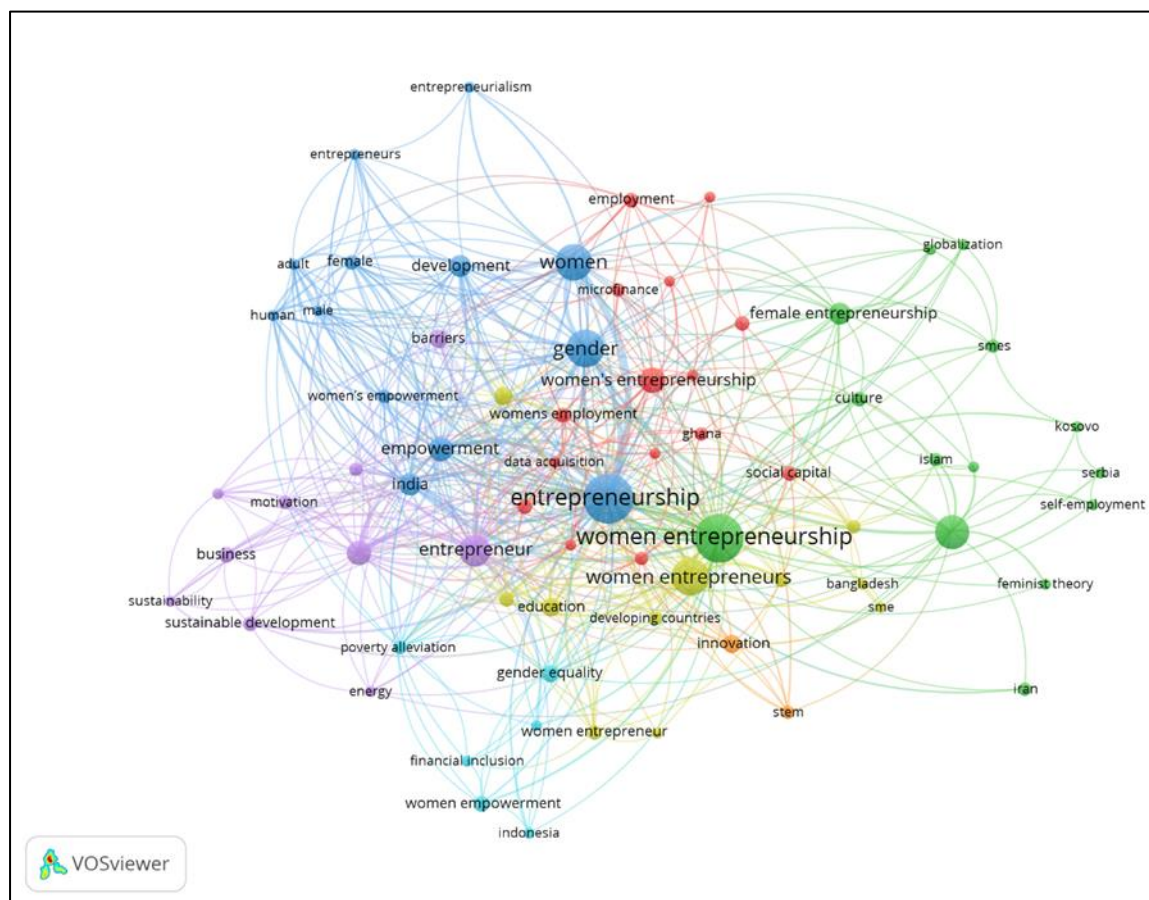 entrepreneurialism
entrepreneurs
employment
globalization
women
adult
female
development
microfinance
human
male
female entrepreneurship
barriers
gender
smes
women's entrepreneurship
women's empowerment
culture
womens employment
kosovo
ghana
empowerment
data acquisition
islam
social capital
serbia
india
motivation
entrepreneurship
self-employment
women entrepreneurship
business
entrepreneur
women entrepreneurs
bangladesh
feminist theory
sustainability
education
sme
sustainable development
developing countries
poverty alleviation
innovation
gender equality
energy
iran
stem
women entrepreneur
financial inclusion
women empowerment
indonesia
VOSviewer